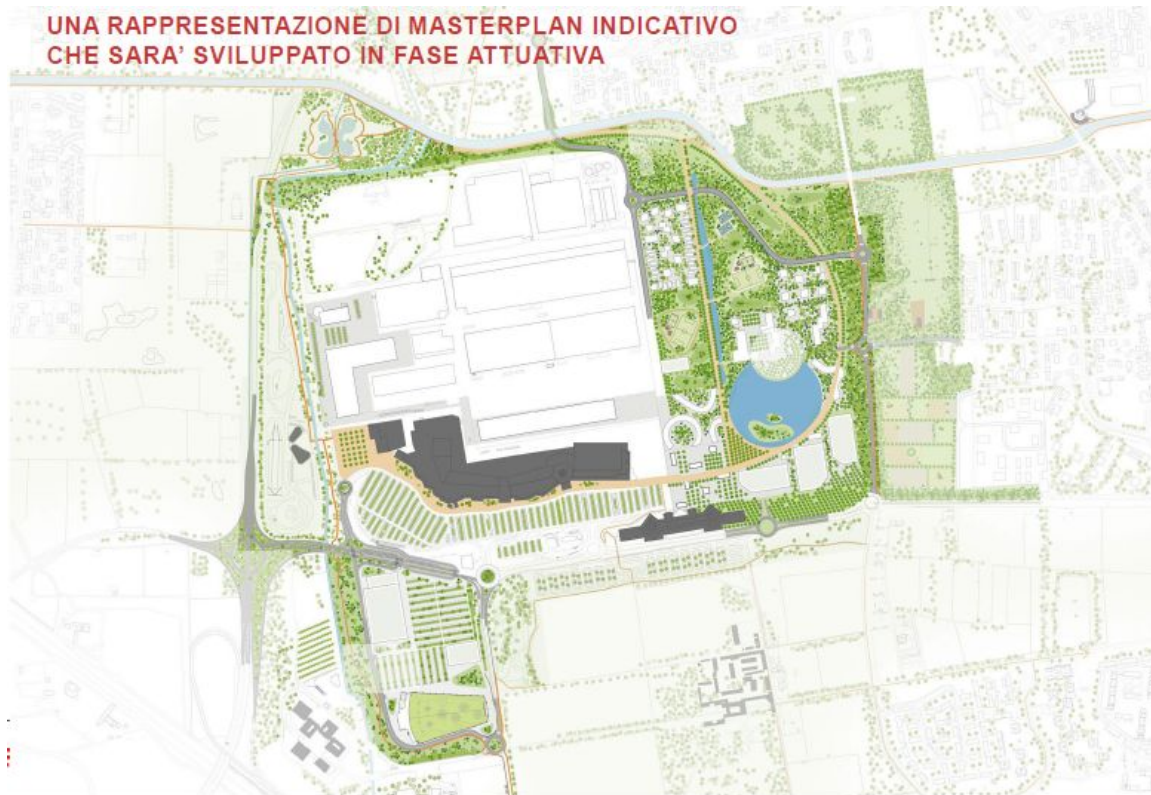 UNA RAPPRESENTAZIONE DI MASTERPLAN INDICATIVO
CHE SARA’ SVILUPPATO IN FASE ATTUATIVA